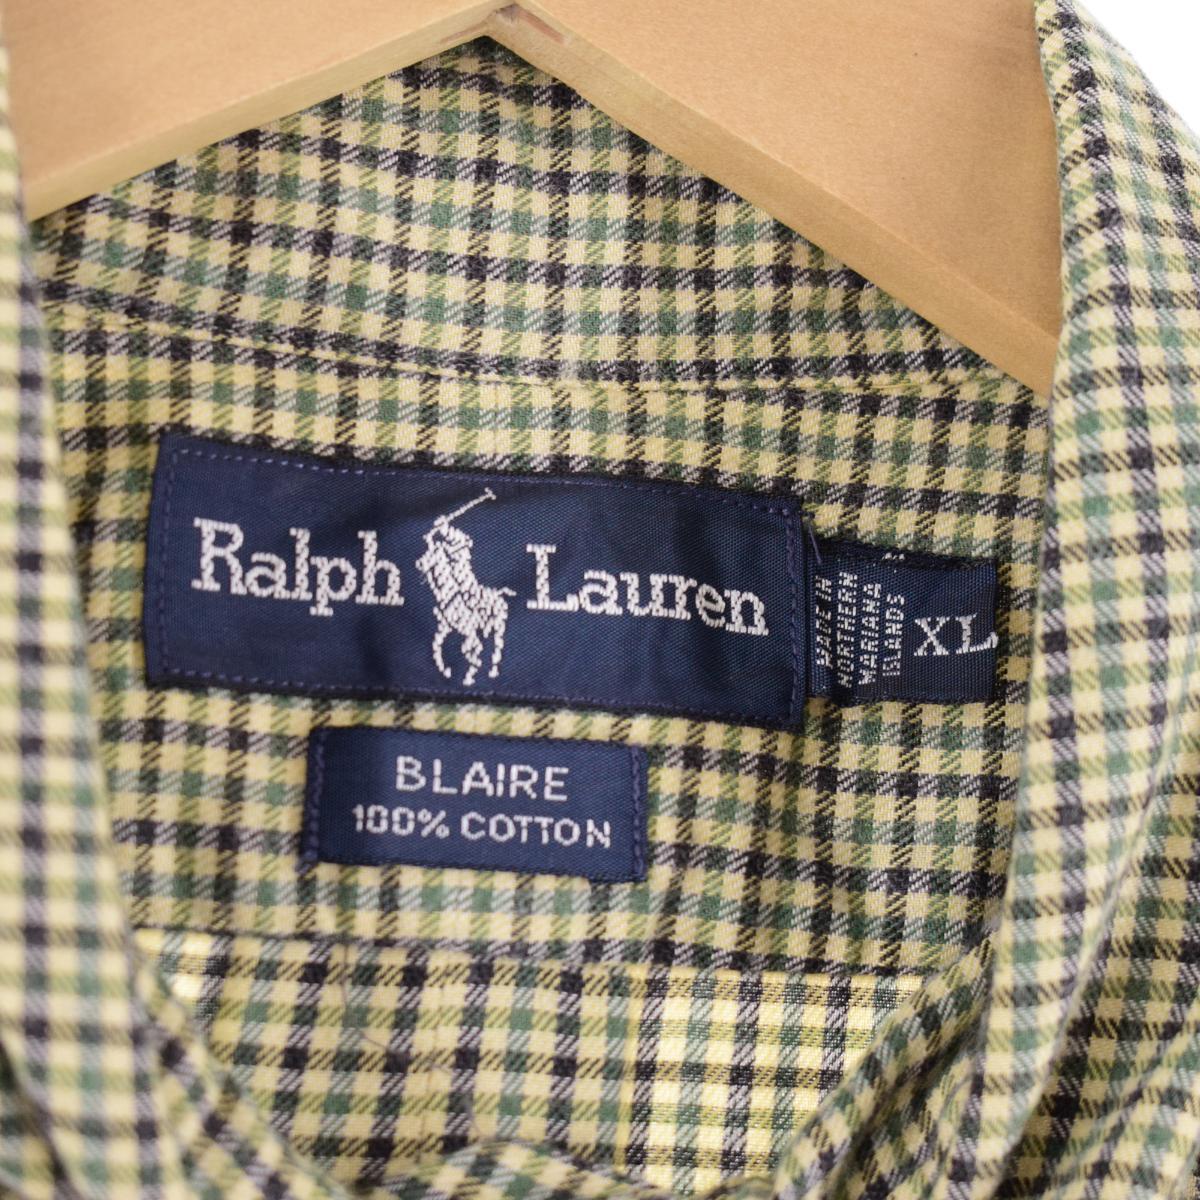 Ralph Lauren
MADE IN
NORTHERN
MARIANA
ISLANDS
XL
BLAIRE
100% COTTON